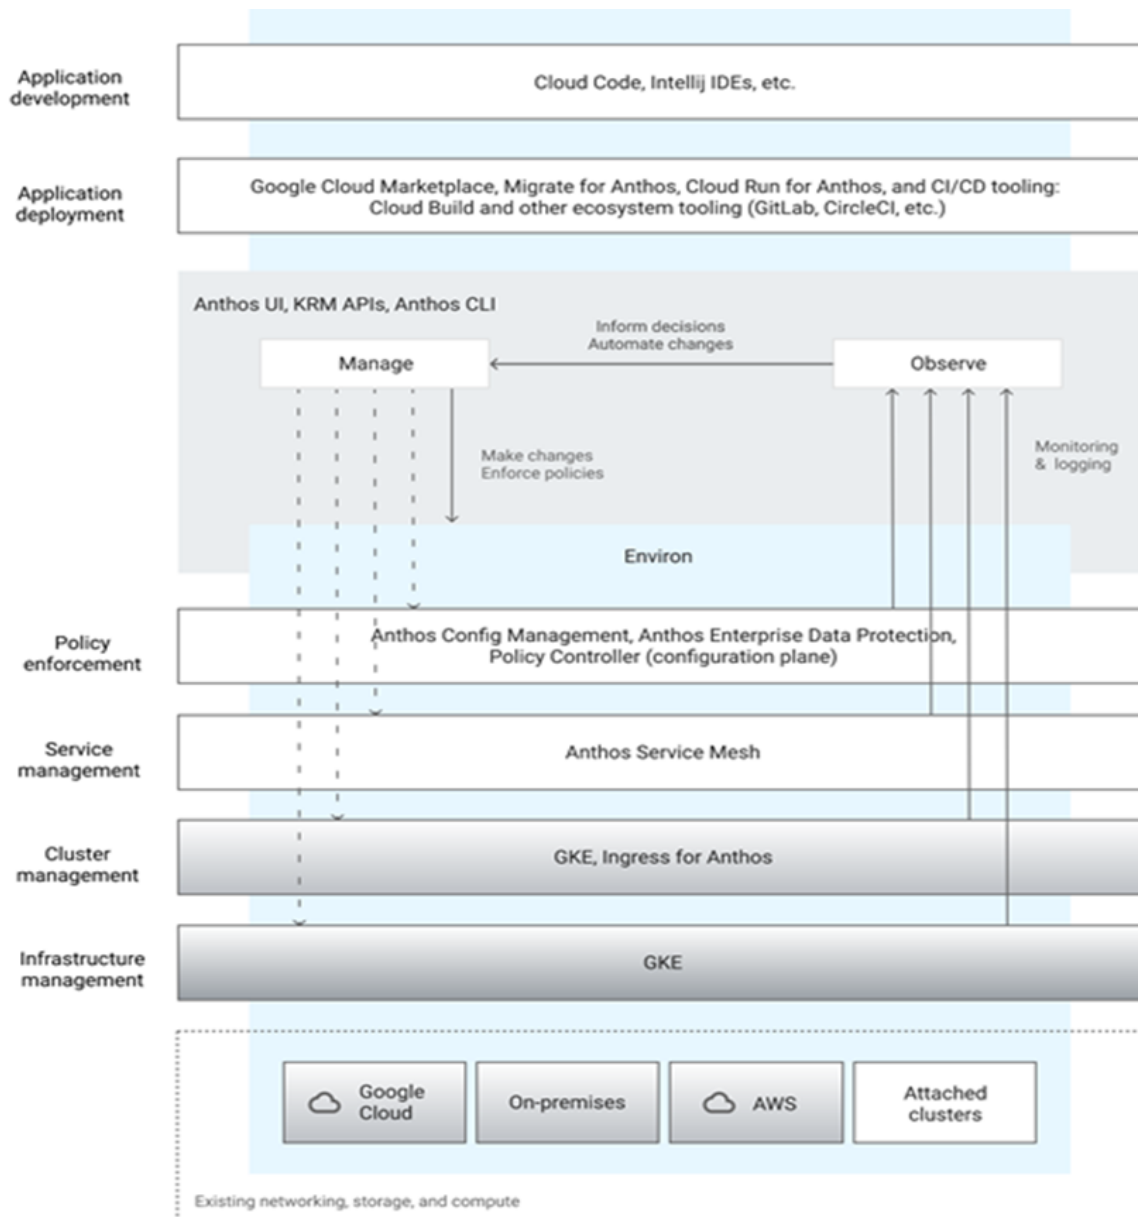 Application
development
Cloud Code, Intellij IDEs, etc.
Application
deployment
Google Cloud Marketplace, Migrate for Anthos, Cloud Run for Anthos, and CI/CD tooling:
Cloud Build and other ecosystem tooling (GitLab, CircleCI, etc.)
Anthos UI, KRM APIs, Anthos CLI
Manage
Inform decisions
Automate changes
Observe
Make changes
Enforce policies
Monitoring
& logging
Environ
Policy
enforcement
Anthos Config Management, Anthos Enterprise Data Protection,
Policy Controller (configuration plane)
Service
management
Anthos Service Mesh
Cluster
management
GKE, Ingress for Anthos
Infrastructure
management
GKE
Google
Cloud
On-premises
AWS
Attached
clusters
Existing networking, storage, and compute